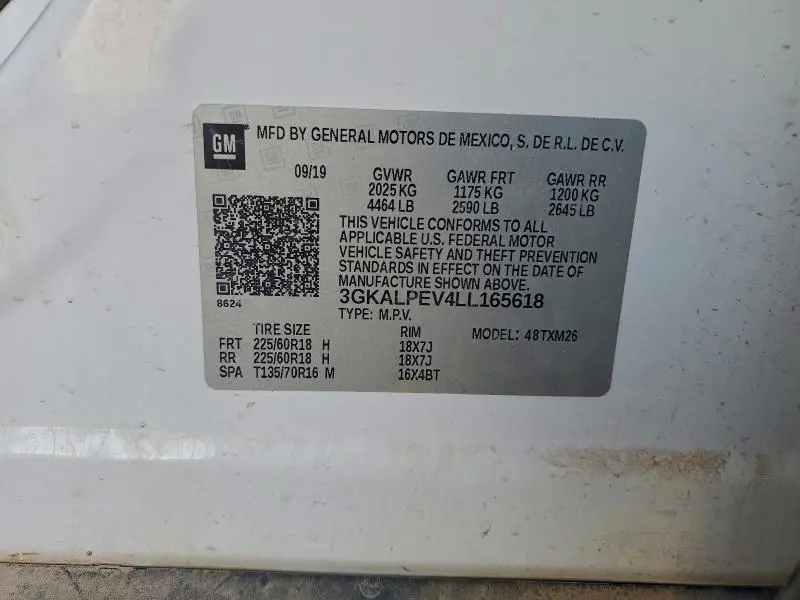 GM
MFD BY GENERAL MOTORS DE MEXICO, S. DE R.L. DE C.V.
09/19 GVWR GAWR FRT GAWR RR
2025 KG 1175 KG 1200 KG
4464 LB 2590 LB 2645 LB
THIS VEHICLE CONFORMS TO ALL
APPLICABLE U.S. FEDERAL MOTOR
VEHICLE SAFETY AND THEFT PREVENTION
STANDARDS IN EFFECT ON THE DATE OF
MANUFACTURE SHOWN ABOVE.
8624
3GKALPEV4LL165618
TYPE: M.P.V.
TIRE SIZE RIM MODEL: 48TXM26
FRT 225/60R18 H 18X7J
RR 225/60R18 H 18X7J
SPA T135/70R16 M 16X4BT